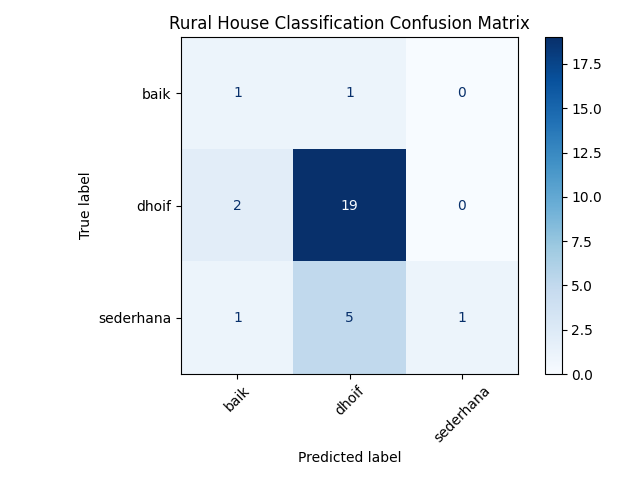 Rural House Classification Confusion Matrix
baik 1 1 0
dhoif 2 19 0
sederhana 1 5 1
True label
baik dhoif sederhana
Predicted label
17.5
15.0
12.5
10.0
7.5
5.0
2.5
0.0